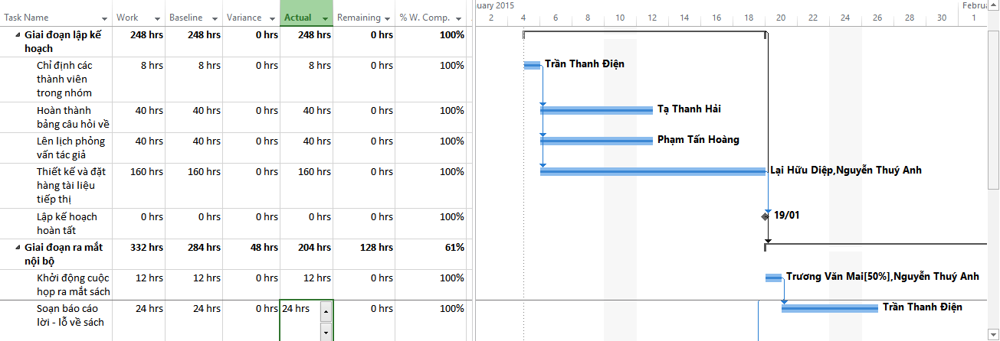 uary 2015 Februa
Task Name Work Baseline Variance Actual Remaining % W. Comp. 2 4 6 8 10 12 14 16 18 20 22 24 26 28 30 1
Giai đoạn lập kế 248 hrs 248 hrs 0 hrs 248 hrs 0 hrs 100%
hoạch
Chỉ định các 8 hrs 8 hrs 0 hrs 8 hrs 0 hrs 100% Trần Thanh Điện
thành viên
trong nhóm
Hoàn thành 40 hrs 40 hrs 0 hrs 40 hrs 0 hrs 100% Tạ Thanh Hải
bảng câu hỏi về
Lên lịch phỏng 40 hrs 40 hrs 0 hrs 40 hrs 0 hrs 100% Phạm Tấn Hoàng
vấn tác giả
Thiết kế và đặt 160 hrs 160 hrs 0 hrs 160 hrs 0 hrs 100% Lại Hữu Diệp,Nguyễn Thuý Anh
hàng tài liệu
tiếp thị
Lập kế hoạch 0 hrs 0 hrs 0 hrs 0 hrs 0 hrs 100% 19/01
hoàn tất
Giai đoạn ra mắt 332 hrs 284 hrs 48 hrs 204 hrs 128 hrs 61%
nội bộ
Khởi động cuộc 12 hrs 12 hrs 0 hrs 12 hrs 0 hrs 100% Trương Văn Mai[50%],Nguyễn Thuý Anh
họp ra mắt sách
Soạn báo cáo 24 hrs 24 hrs 0 hrs 24 hrs 0 hrs 100% Trần Thanh Điện
lời - lỗ về sách